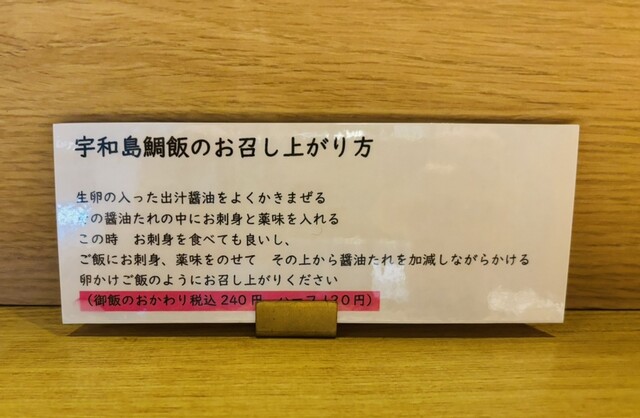 宇和島鯛飯のお召し上がり方
生卵の入った出汁醤油をよくかきまぜる
の醤油たれの中にお刺身と薬味を入れる
この時　お刺身を食べても良いし、
ご飯にお刺身、薬味をのせて　その上から醤油たれを加減しながらかける
卵かけご飯のようにお召し上がりください
（御飯のおかわり税込240円